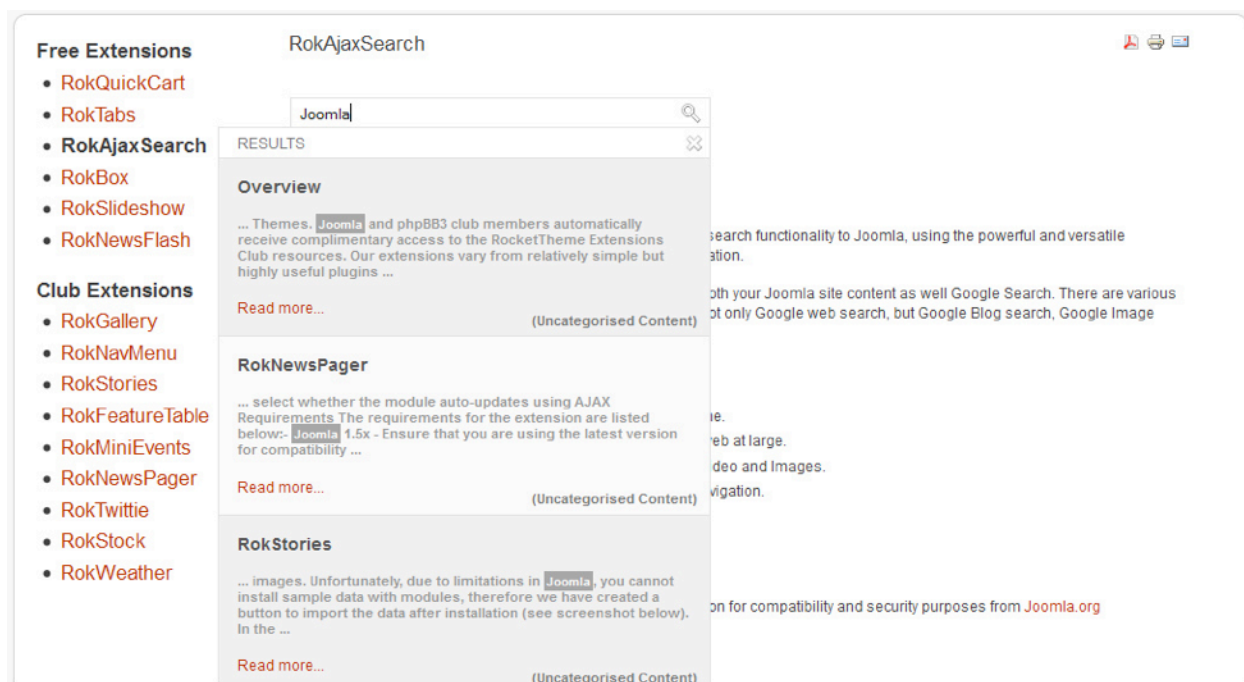 Free Extensions
RokQuickCart
RokTabs
RokAjaxSearch
RokBox
RokSlideshow
RokNewsFlash
Club Extensions
RokGallery
RokNavMenu
RokStories
RokFeatureTable
RokMiniEvents
RokNewsPager
RokTwittie
RokStock
RokWeather
RokAjaxSearch
Joomla
RESULTS
Overview
... Themes. Joomla and phpBB3 club members automatically
receive complimentary access to the RocketTheme Extensions
Club resources. Our extensions vary from relatively simple but
highly useful plugins ...
Read more...
(Uncategorised Content)
RokNewsPager
... select whether the module auto-updates using AJAX
Requirements The requirements for the extension are listed
below:- Joomla 1.5x - Ensure that you are using the latest version
for compatibility ...
Read more...
(Uncategorised Content)
RokStories
... images. Unfortunately, due to limitations in Joomla, you cannot
install sample data with modules, therefore we have created a
button to import the data after installation (see screenshot below).
In the ...
Read more...
(Uncategorised Content)
search functionality to Joomla, using the powerful and versatile
your Joomla site content as well Google Search. There are various
only Google web search, but Google Blog search, Google Image
at large.
and Images.
for compatibility and security purposes from Joomla.org